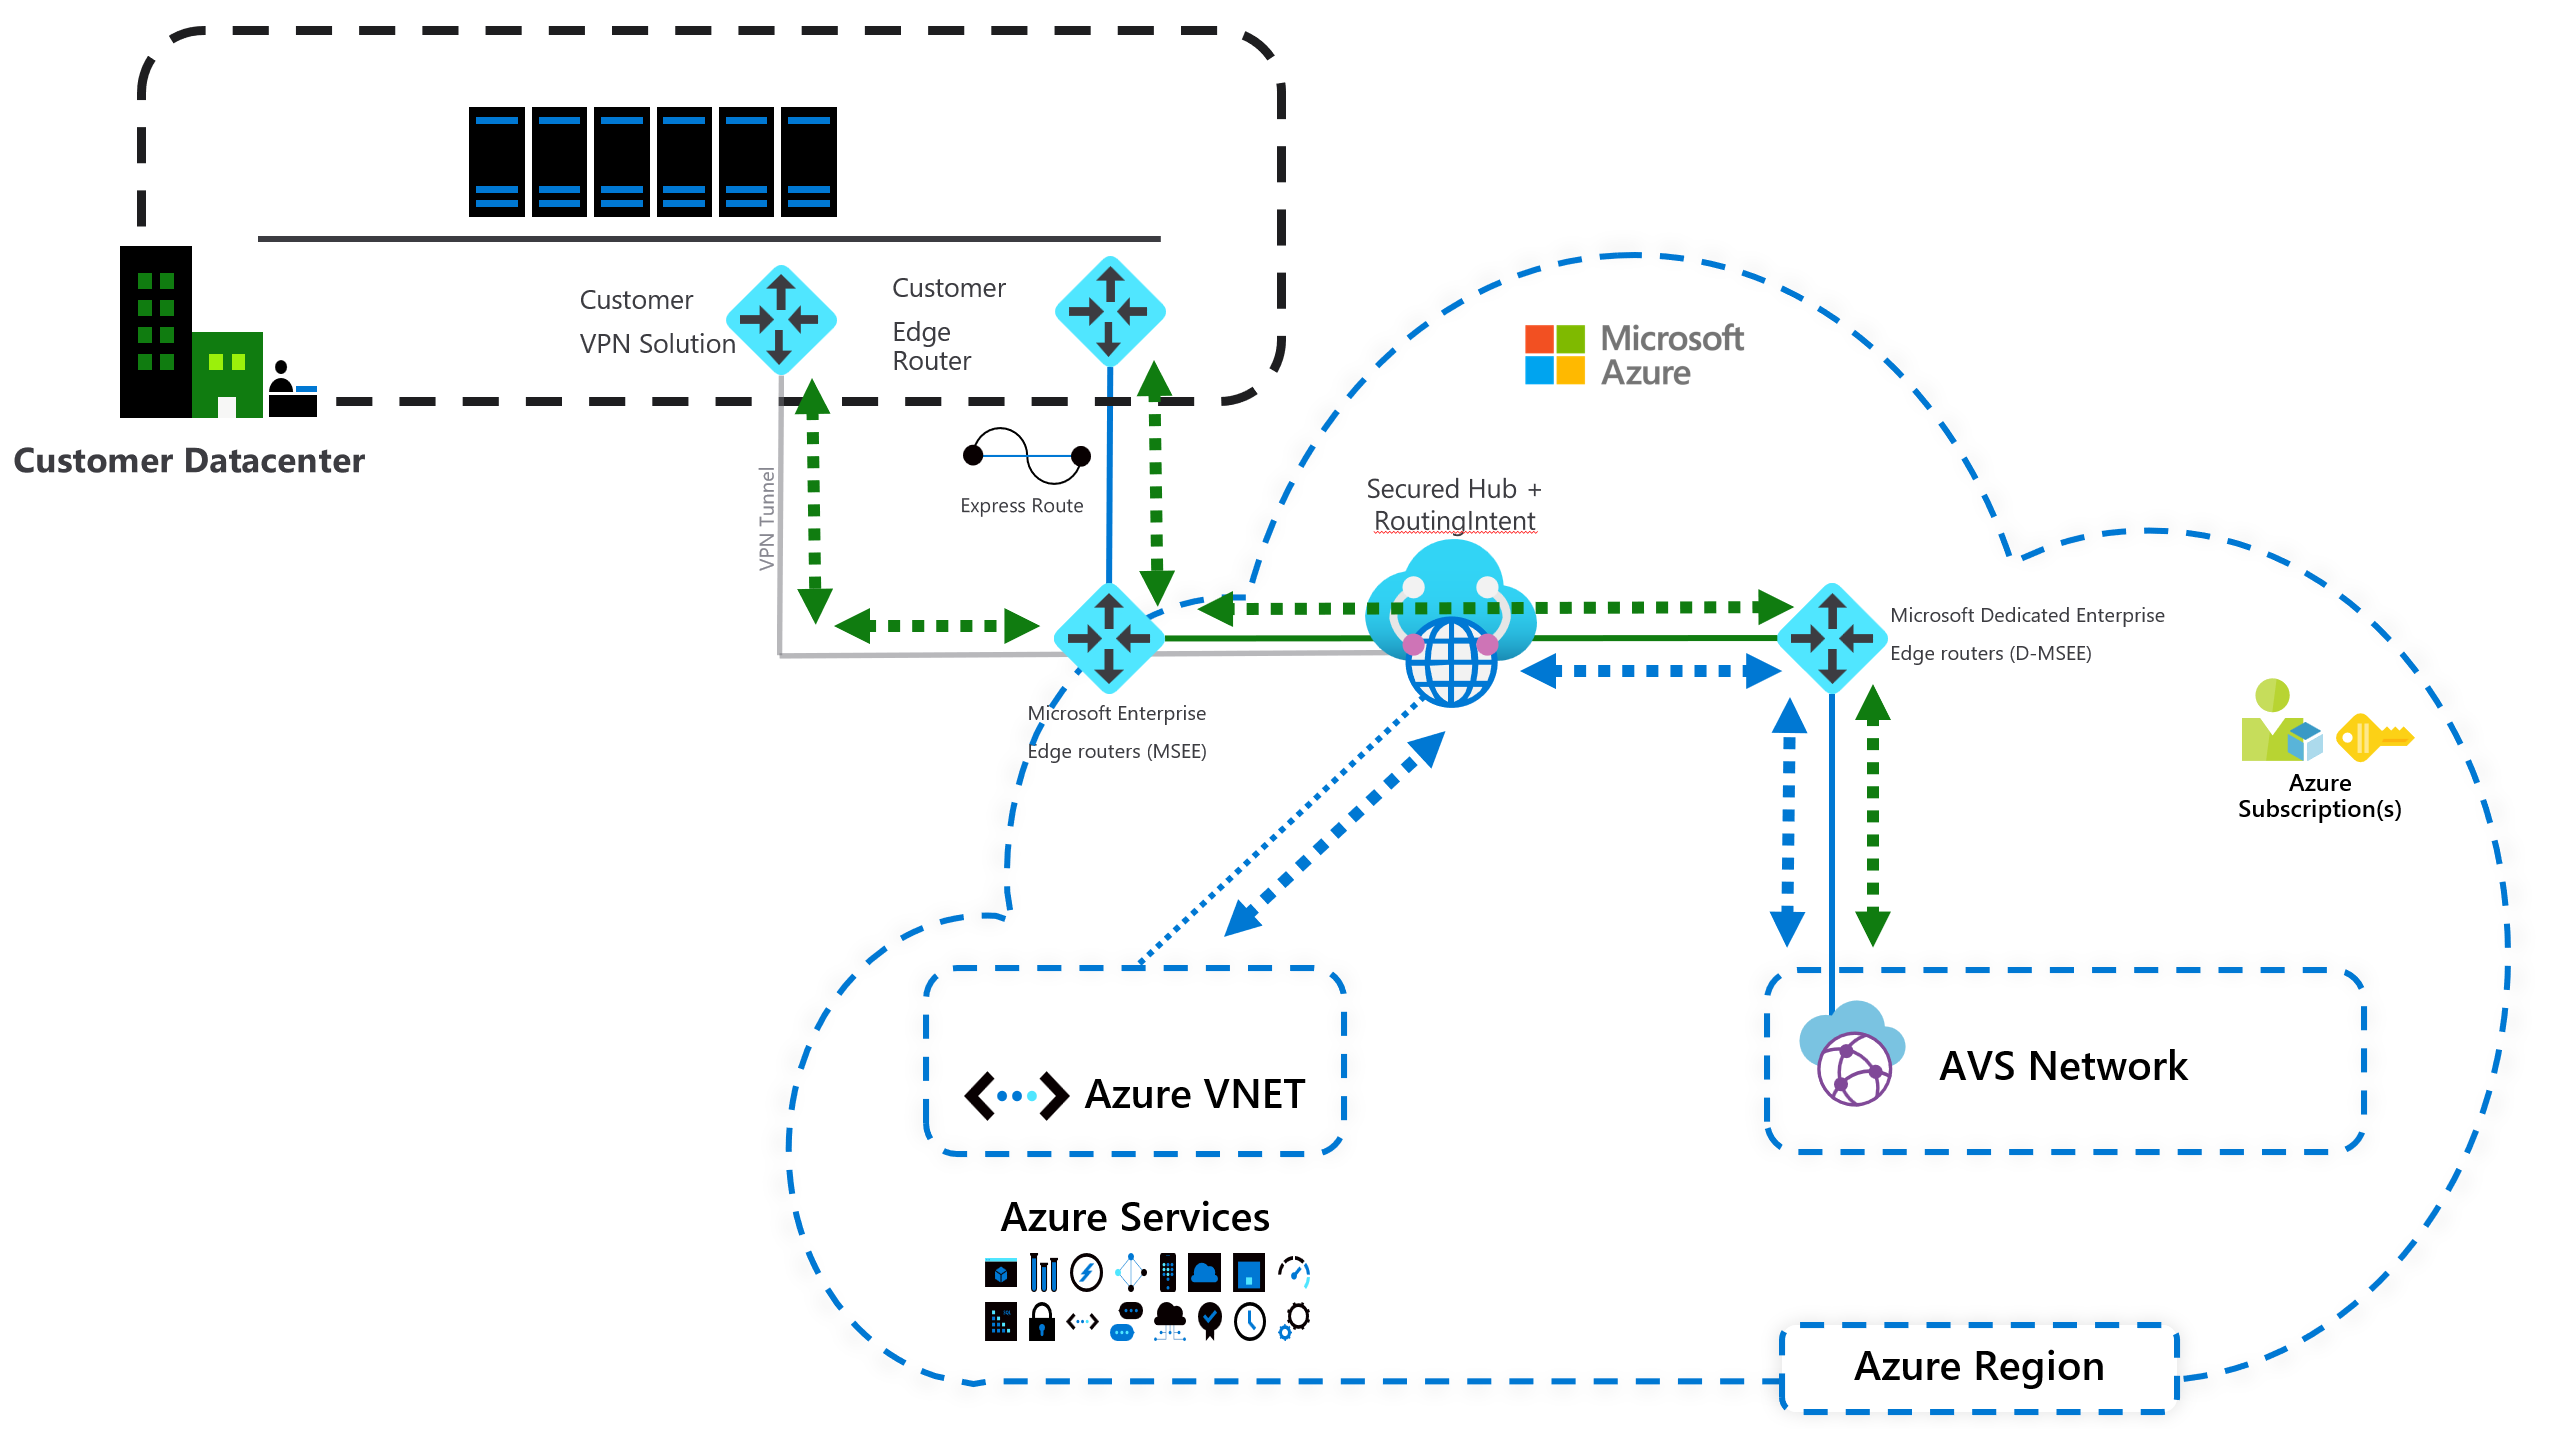 Customer
VPN Solution
Customer
Edge
Router
Customer Datacenter
VPN Tunnel
Express Route
Microsoft
Azure
Secured Hub +
RoutingIntent
Microsoft Dedicated Enterprise
Edge routers (D-MSEE)
Microsoft Enterprise
Edge routers (MSEE)
Azure
Subscription(s)
Azure VNET
AVS Network
Azure Services
Azure Region